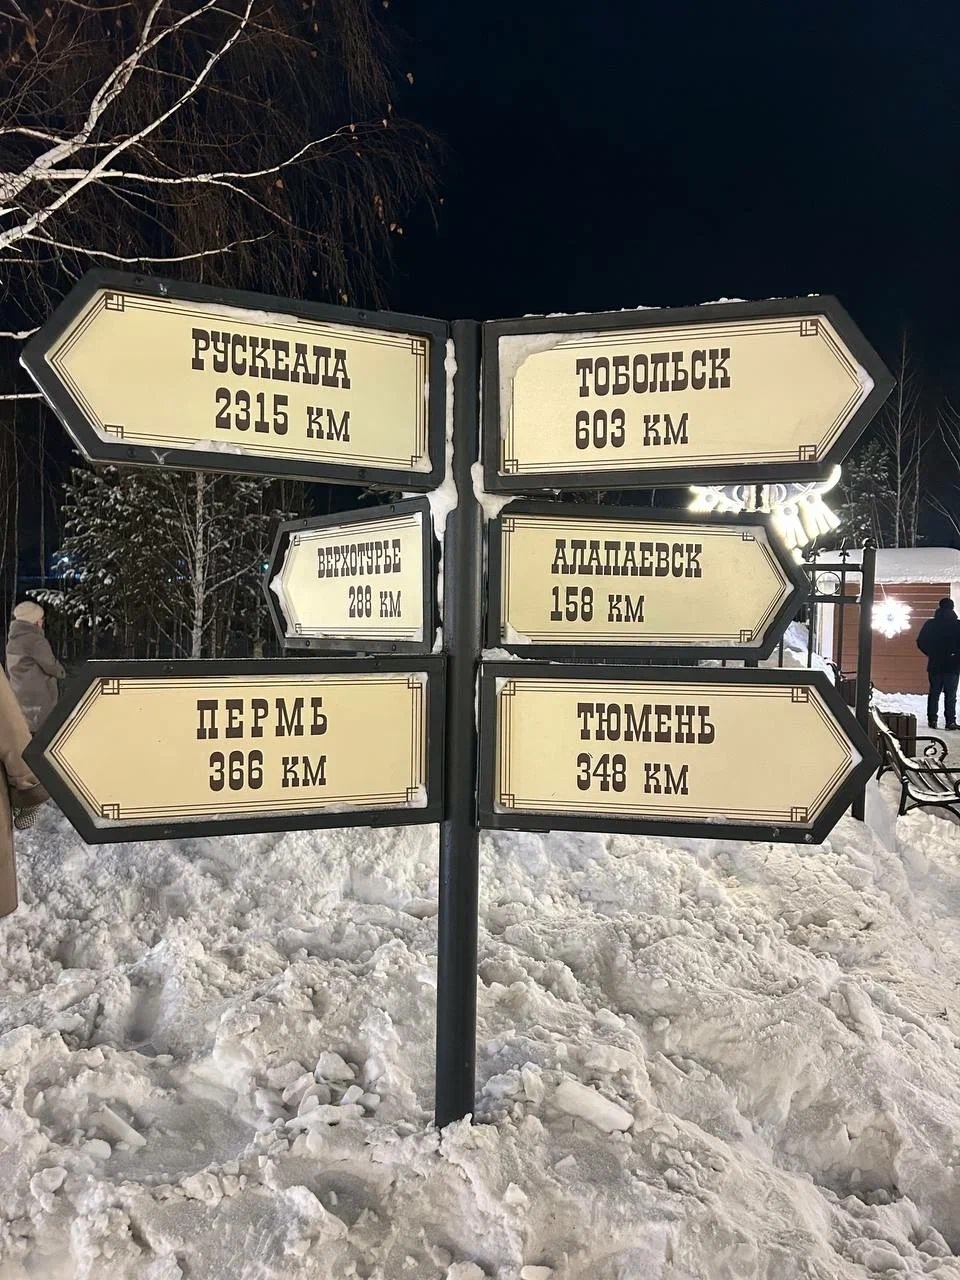 РУСКЕАЛА
2315 КМ
ТОБОЛЬСК
603 КМ
ВЕРХОТУРЬЕ
288 КМ
АЛАПАЕВСК
158 КМ
ПЕРМЬ
366 КМ
ТЮМЕНЬ
348 КМ